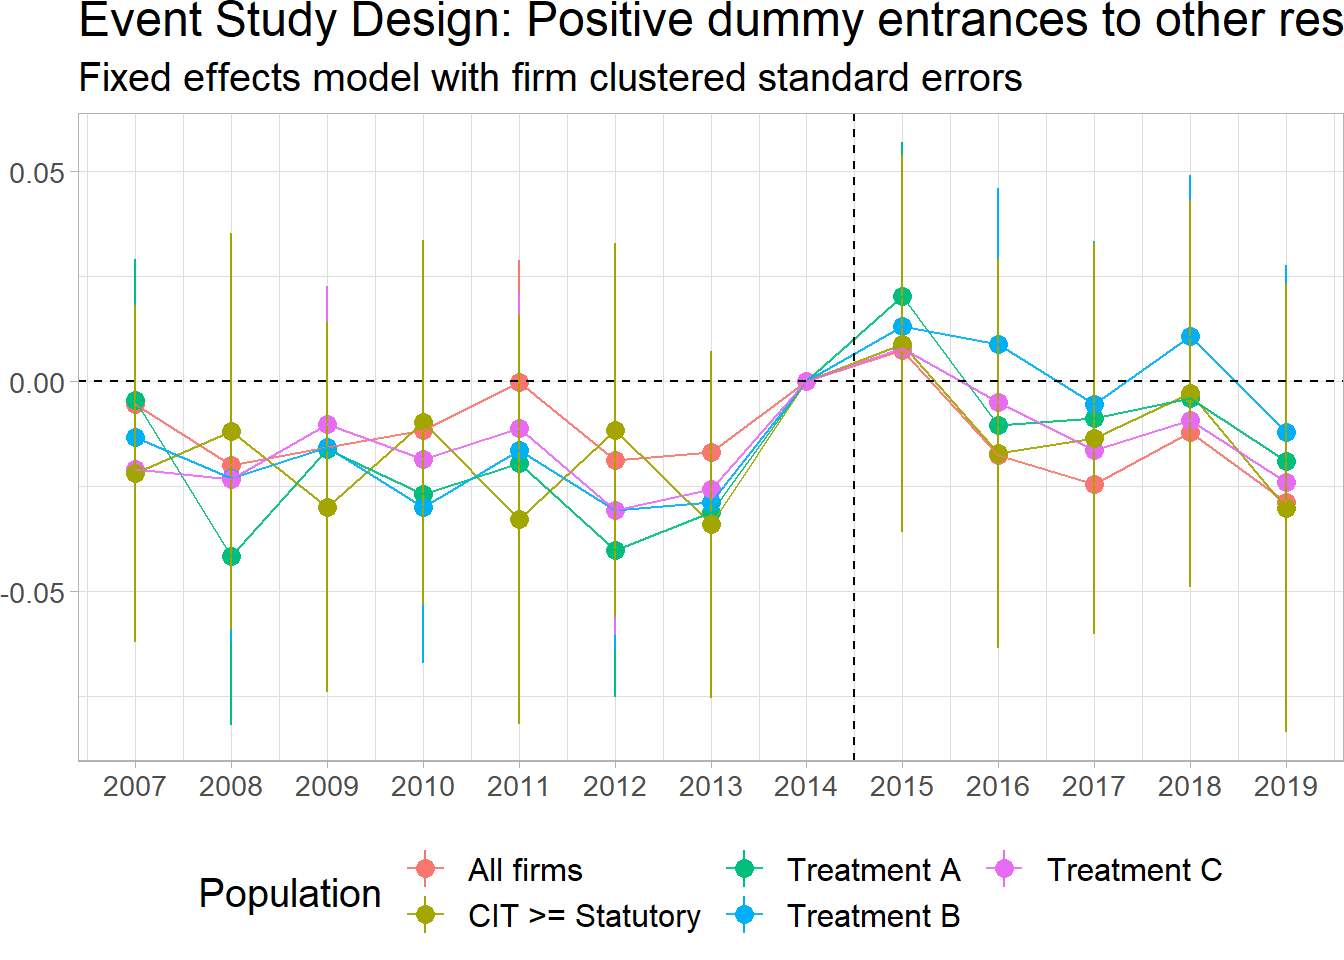 Event Study Design: Positive dummy entrances to other res
Fixed effects model with firm clustered standard errors
0.05
0.00
-0.05
2007 2008 2009 2010 2011 2012 2013 2014 2015 2016 2017 2018 2019
Population
All firms
CIT >= Statutory
Treatment A
Treatment B
Treatment C